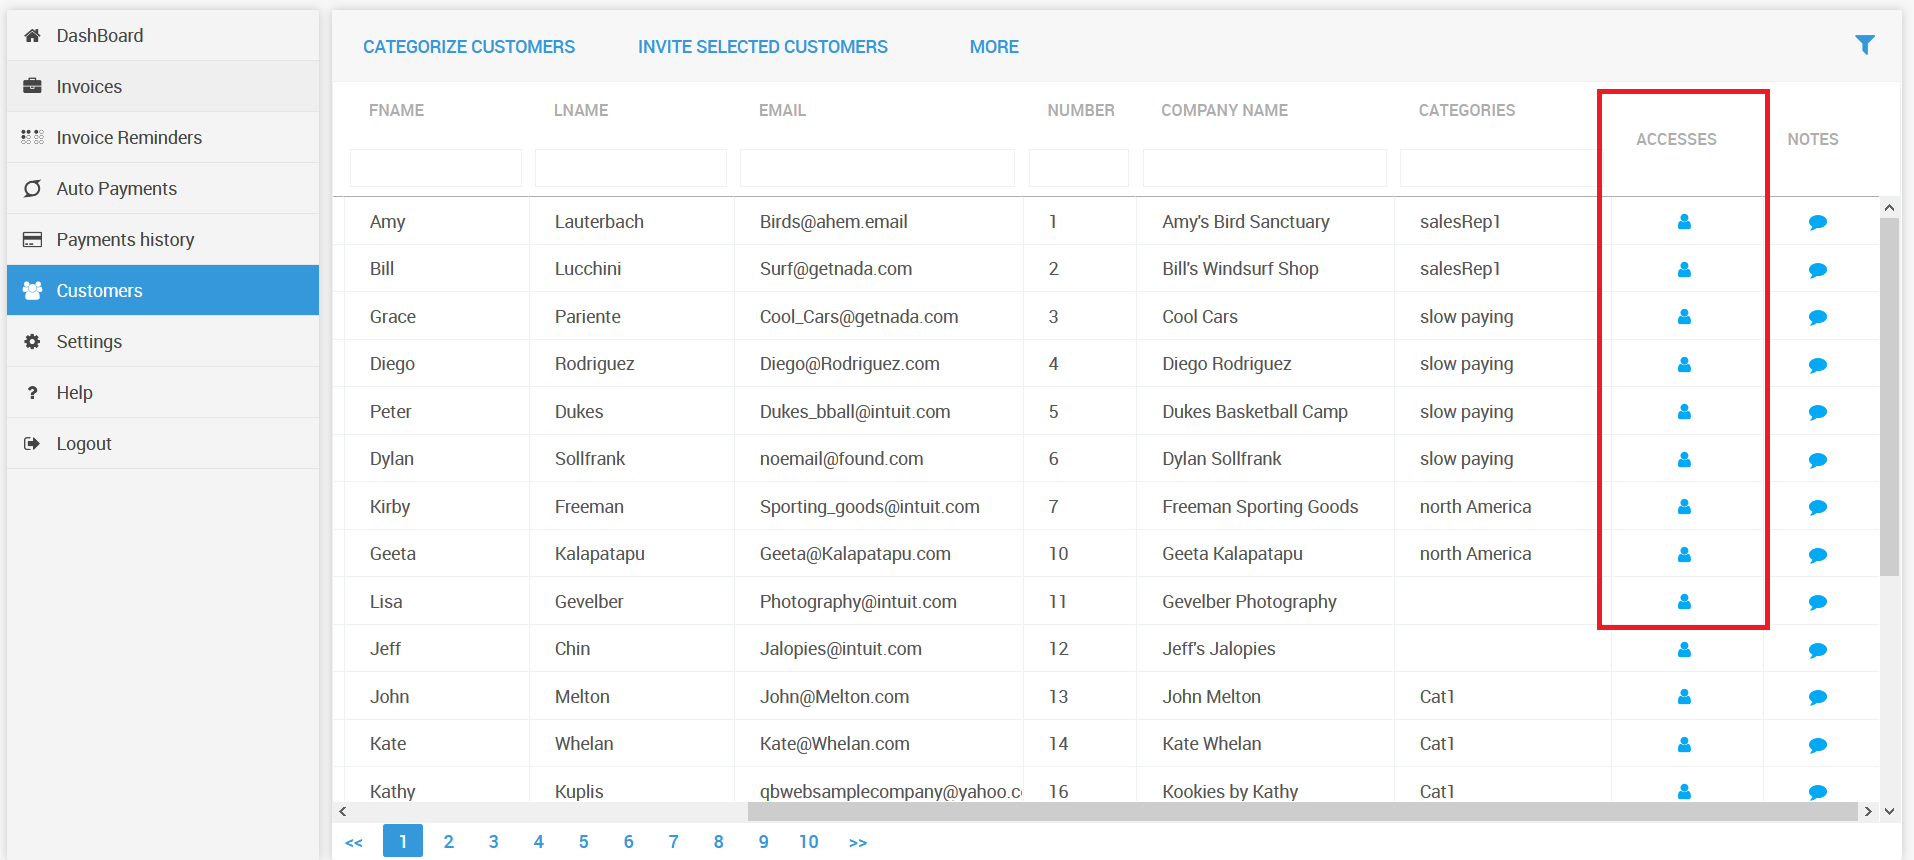 DashBoard
Invoices
Invoice Reminders
Auto Payments
Payments history
Customers
Settings
Help
Logout
CATEGORIZE CUSTOMERS INVITE SELECTED CUSTOMERS MORE
FNAME LNAME EMAIL NUMBER COMPANY NAME CATEGORIES ACCESSES NOTES
Amy Lauterbach Birds@ahem.email 1 Amy's Bird Sanctuary salesRep1
Bill Lucchini Surf@getnada.com 2 Bill's Windsurf Shop salesRep1
Grace Pariente Cool_Cars@getnada.com 3 Cool Cars slow paying
Diego Rodriguez Diego@Rodriguez.com 4 Diego Rodriguez slow paying
Peter Dukes Dukes_bball@intuit.com 5 Dukes Basketball Camp slow paying
Dylan Sollfrank noemail@found.com 6 Dylan Sollfrank slow paying
Kirby Freeman Sporting_goods@intuit.com 7 Freeman Sporting Goods north America
Geeta Kalapatapu Geeta@Kalapatapu.com 10 Geeta Kalapatapu north America
Lisa Gevelber Photography@intuit.com 11 Gevelber Photography
Jeff Chin Jalopies@intuit.com 12 Jeff's Jalopies
John Melton John@Melton.com 13 John Melton Cat1
Kate Whelan Kate@Whelan.com 14 Kate Whelan Cat1
Kathy Kuplis qbwebsamplecompany@yahoo.c 16 Kookies by Kathy Cat1
<< 1 2 3 4 5 6 7 8 9 10 >>